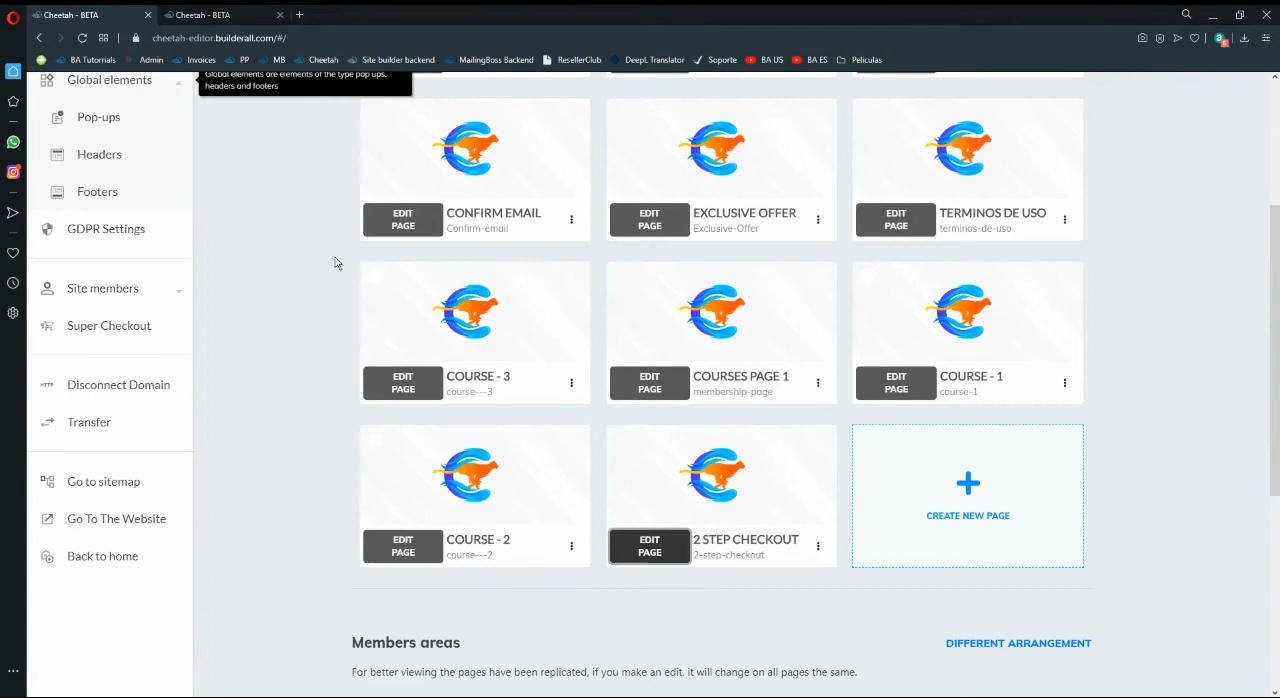 Cheetah - BETA
Cheetah - BETA
cheetah-editor.builderall.com/#/
BA Tutorrials
Admin
Invoices
PP
MB
Cheetah
Site builder backend
MailingBoss Backend
ResellerClub
DeepL Translator
Soporte
BA US
BA ES
Peliculas
Global elements
Global elements are elements of the type pop ups,
headers and footers
Pop-ups
Headers
Footers
GDPR Settings
Site members
Super Checkout
HTTP
Disconnect Domain
Transfer
Go to sitemap
Go To The Website
Back to home
EDIT
PAGE
CONFIRM EMAIL
Confirm-email
EDIT
PAGE
EXCLUSIVE OFFER
Exclusive-Offer
EDIT
PAGE
TERMINOS DE USO
terminos-de-uso
EDIT
PAGE
COURSE - 3
course---3
EDIT
PAGE
COURSES PAGE 1
membership-page
EDIT
PAGE
COURSE - 1
course-1
EDIT
PAGE
COURSE - 2
course---2
EDIT
PAGE
2 STEP CHECKOUT
2-step-checkout
CREATE NEW PAGE
Members areas
DIFFERENT ARRANGEMENT
For better viewing the pages have been replicated, if you make an edit, it will change on all pages the same.